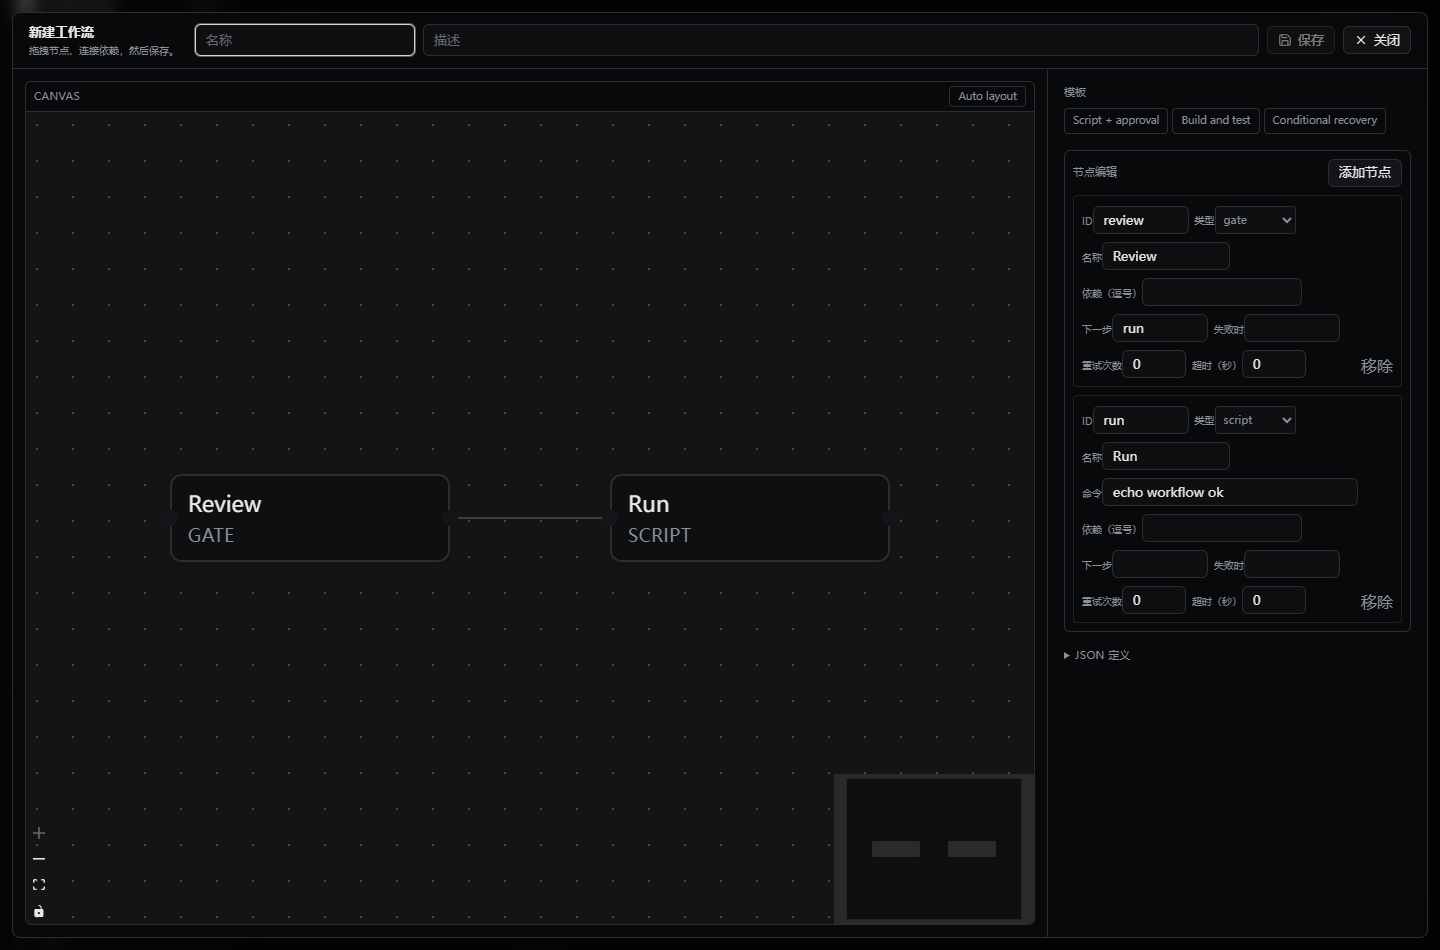 新建工作流
拖拽节点、连接依赖，然后保存。
名称
描述
保存
关闭
CANVAS
Auto layout
Review
GATE
Run
SCRIPT
模板
Script + approval
Build and test
Conditional recovery
节点编辑
添加节点
ID review 类型 gate
名称 Review
依赖（逗号）
下一步 run 失败时
重试次数 0 超时（秒） 0 移除
ID run 类型 script
名称 Run
命令 echo workflow ok
依赖（逗号）
下一步 失败时
重试次数 0 超时（秒） 0 移除
JSON 定义